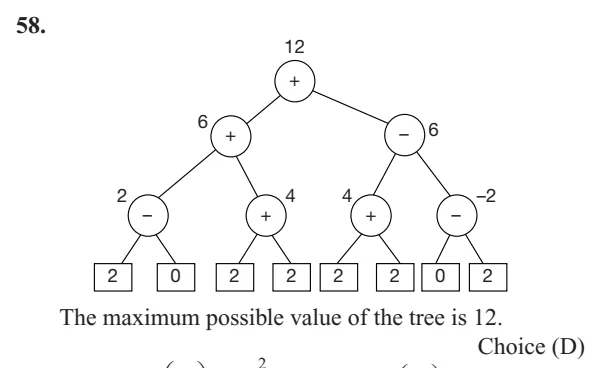 58.
12
+
6 + − 6
2 − + 4 4 + − −2
2 0 2 2 2 2 0 2
The maximum possible value of the tree is 12.
Choice (D)
2